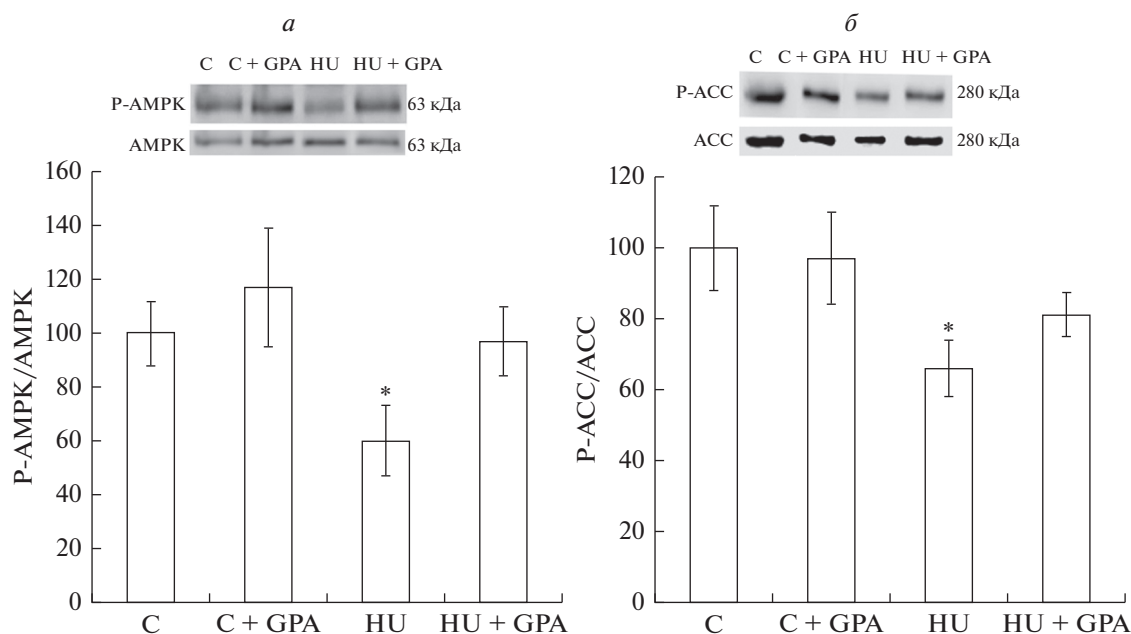 а
C C + GPA HU HU + GPA
P-AMPK 63 кДа
AMPK 63 кДа
160
140
120
100
80
60
40
20
0
P-AMPK/AMPK
*
C C + GPA HU HU + GPA
б
C C + GPA HU HU + GPA
P-ACC 280 кДа
ACC 280 кДа
120
100
80
60
40
20
0
P-ACC/ACC
*
C C + GPA HU HU + GPA